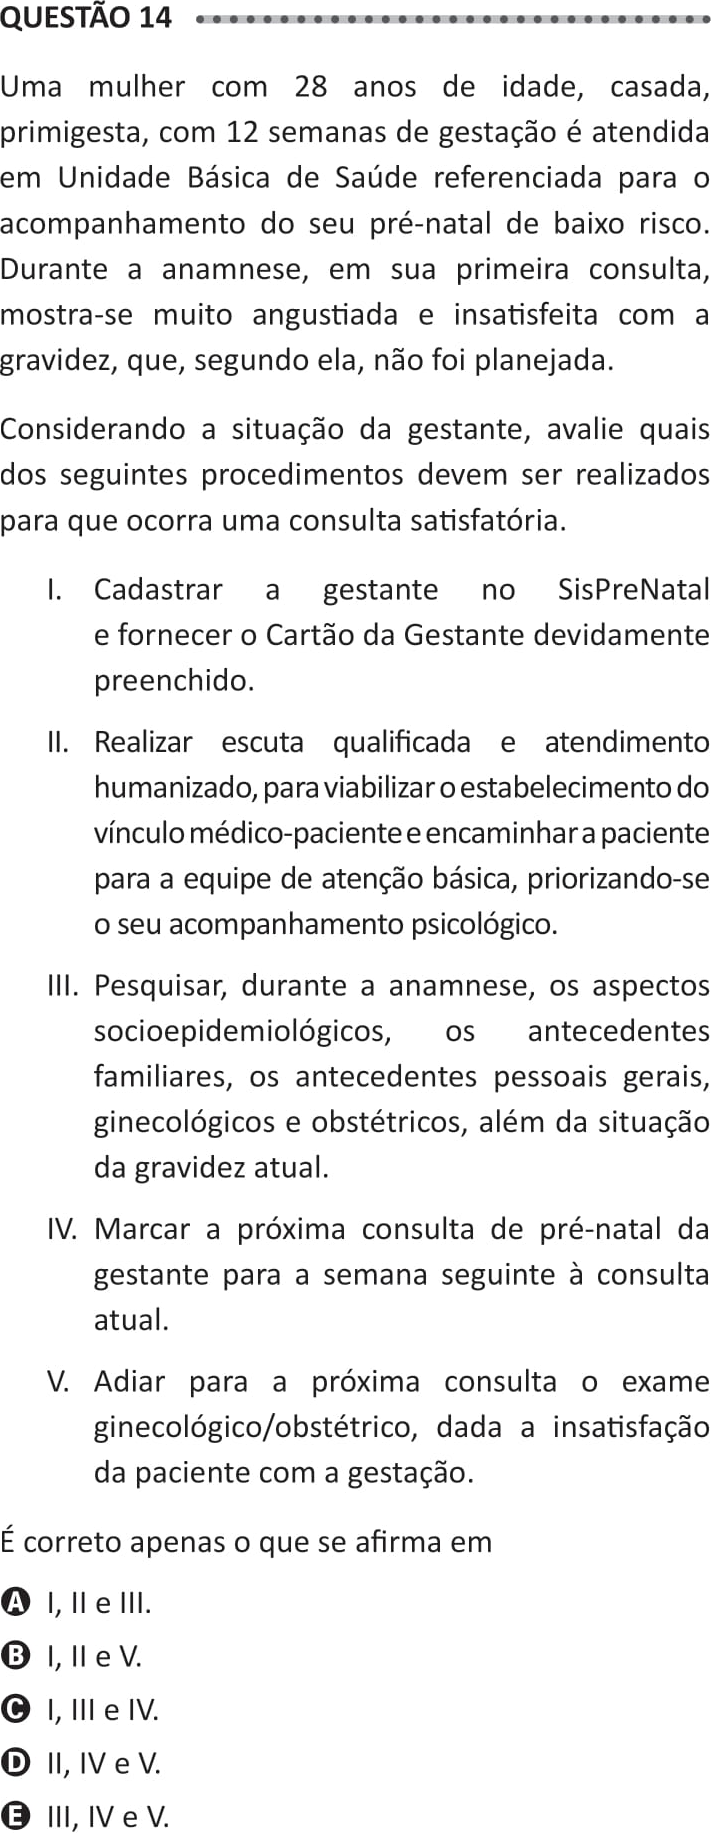 QUESTÃO 14
Uma mulher com 28 anos de idade, casada,
primigesta, com 12 semanas de gestação é atendida
em Unidade Básica de Saúde referenciada para o
acompanhamento do seu pré-natal de baixo risco.
Durante a anamnese, em sua primeira consulta,
mostra-se muito angustiada e insatisfeita com a
gravidez, que, segundo ela, não foi planejada.
Considerando a situação da gestante, avalie quais
dos seguintes procedimentos devem ser realizados
para que ocorra uma consulta satisfatória.
I. Cadastrar a gestante no SisPreNatal
e fornecer o Cartão da Gestante devidamente
preenchido.
II. Realizar escuta qualificada e atendimento
humanizado, para viabilizar o estabelecimento do
vínculo médico-paciente e encaminhar a paciente
para a equipe de atenção básica, priorizando-se
o seu acompanhamento psicológico.
III. Pesquisar, durante a anamnese, os aspectos
socioepidemiológicos, os antecedentes
familiares, os antecedentes pessoais gerais,
ginecológicos e obstétricos, além da situação
da gravidez atual.
IV. Marcar a próxima consulta de pré-natal da
gestante para a semana seguinte à consulta
atual.
V. Adiar para a próxima consulta o exame
ginecológico/obstétrico, dada a insatisfação
da paciente com a gestação.
É correto apenas o que se afirma em
A I, II e III.
B I, II e V.
C I, III e IV.
D II, IV e V.
E III, IV e V.